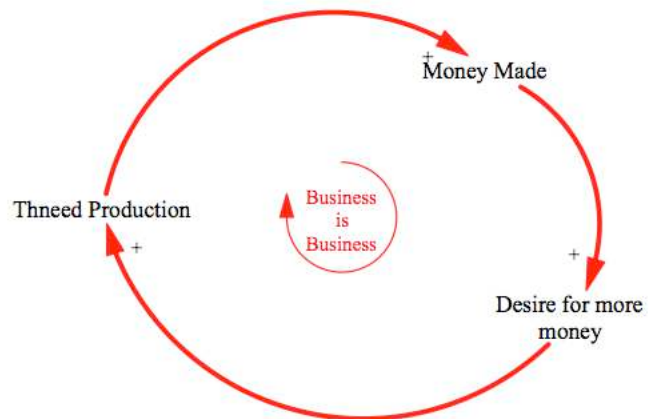 +
Money Made
Thneed Production
Business
is
Business
+
+
Desire for more
money